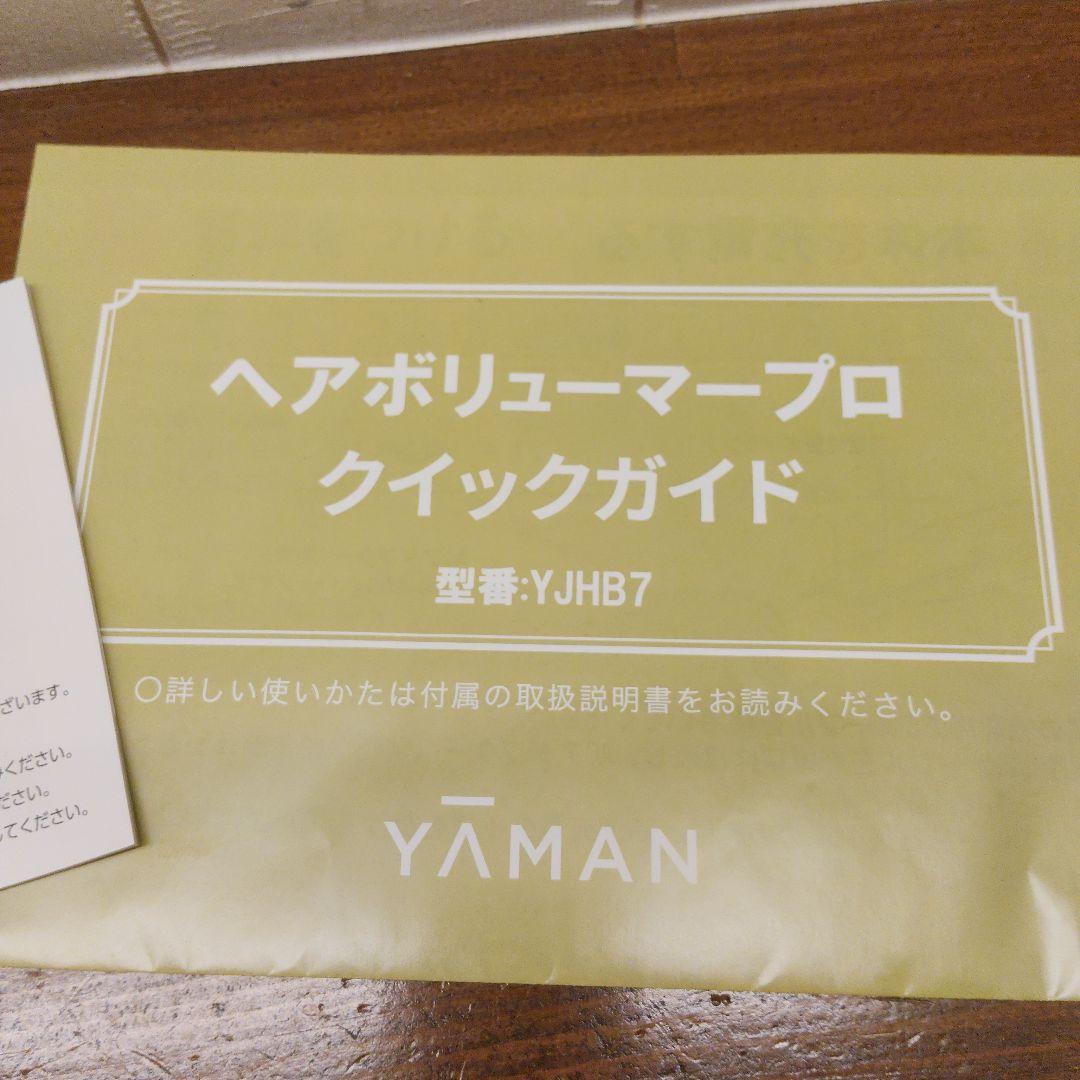 ヘアボリューマープロ
クイックガイド
型番:YJHB7
〇詳しい使いかたは付属の取扱説明書をお読みください。
YAMAN
ざいます。
ください。
ださい。
てください。